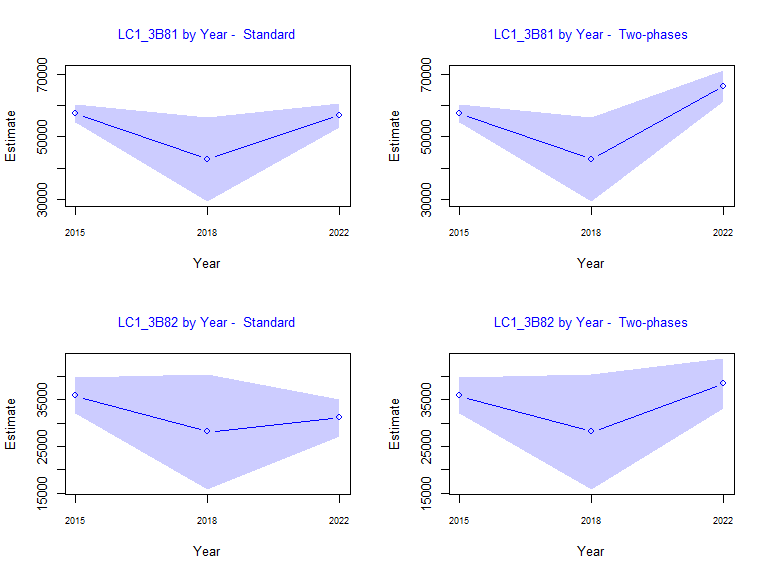 LC1_3B81 by Year -  Standard
Estimate
70000
50000
30000
2015
2018
2022
Year
LC1_3B81 by Year -  Two-phases
Estimate
70000
50000
30000
2015
2018
2022
Year
LC1_3B82 by Year -  Standard
Estimate
35000
25000
15000
2015
2018
2022
Year
LC1_3B82 by Year -  Two-phases
Estimate
35000
25000
15000
2015
2018
2022
Year